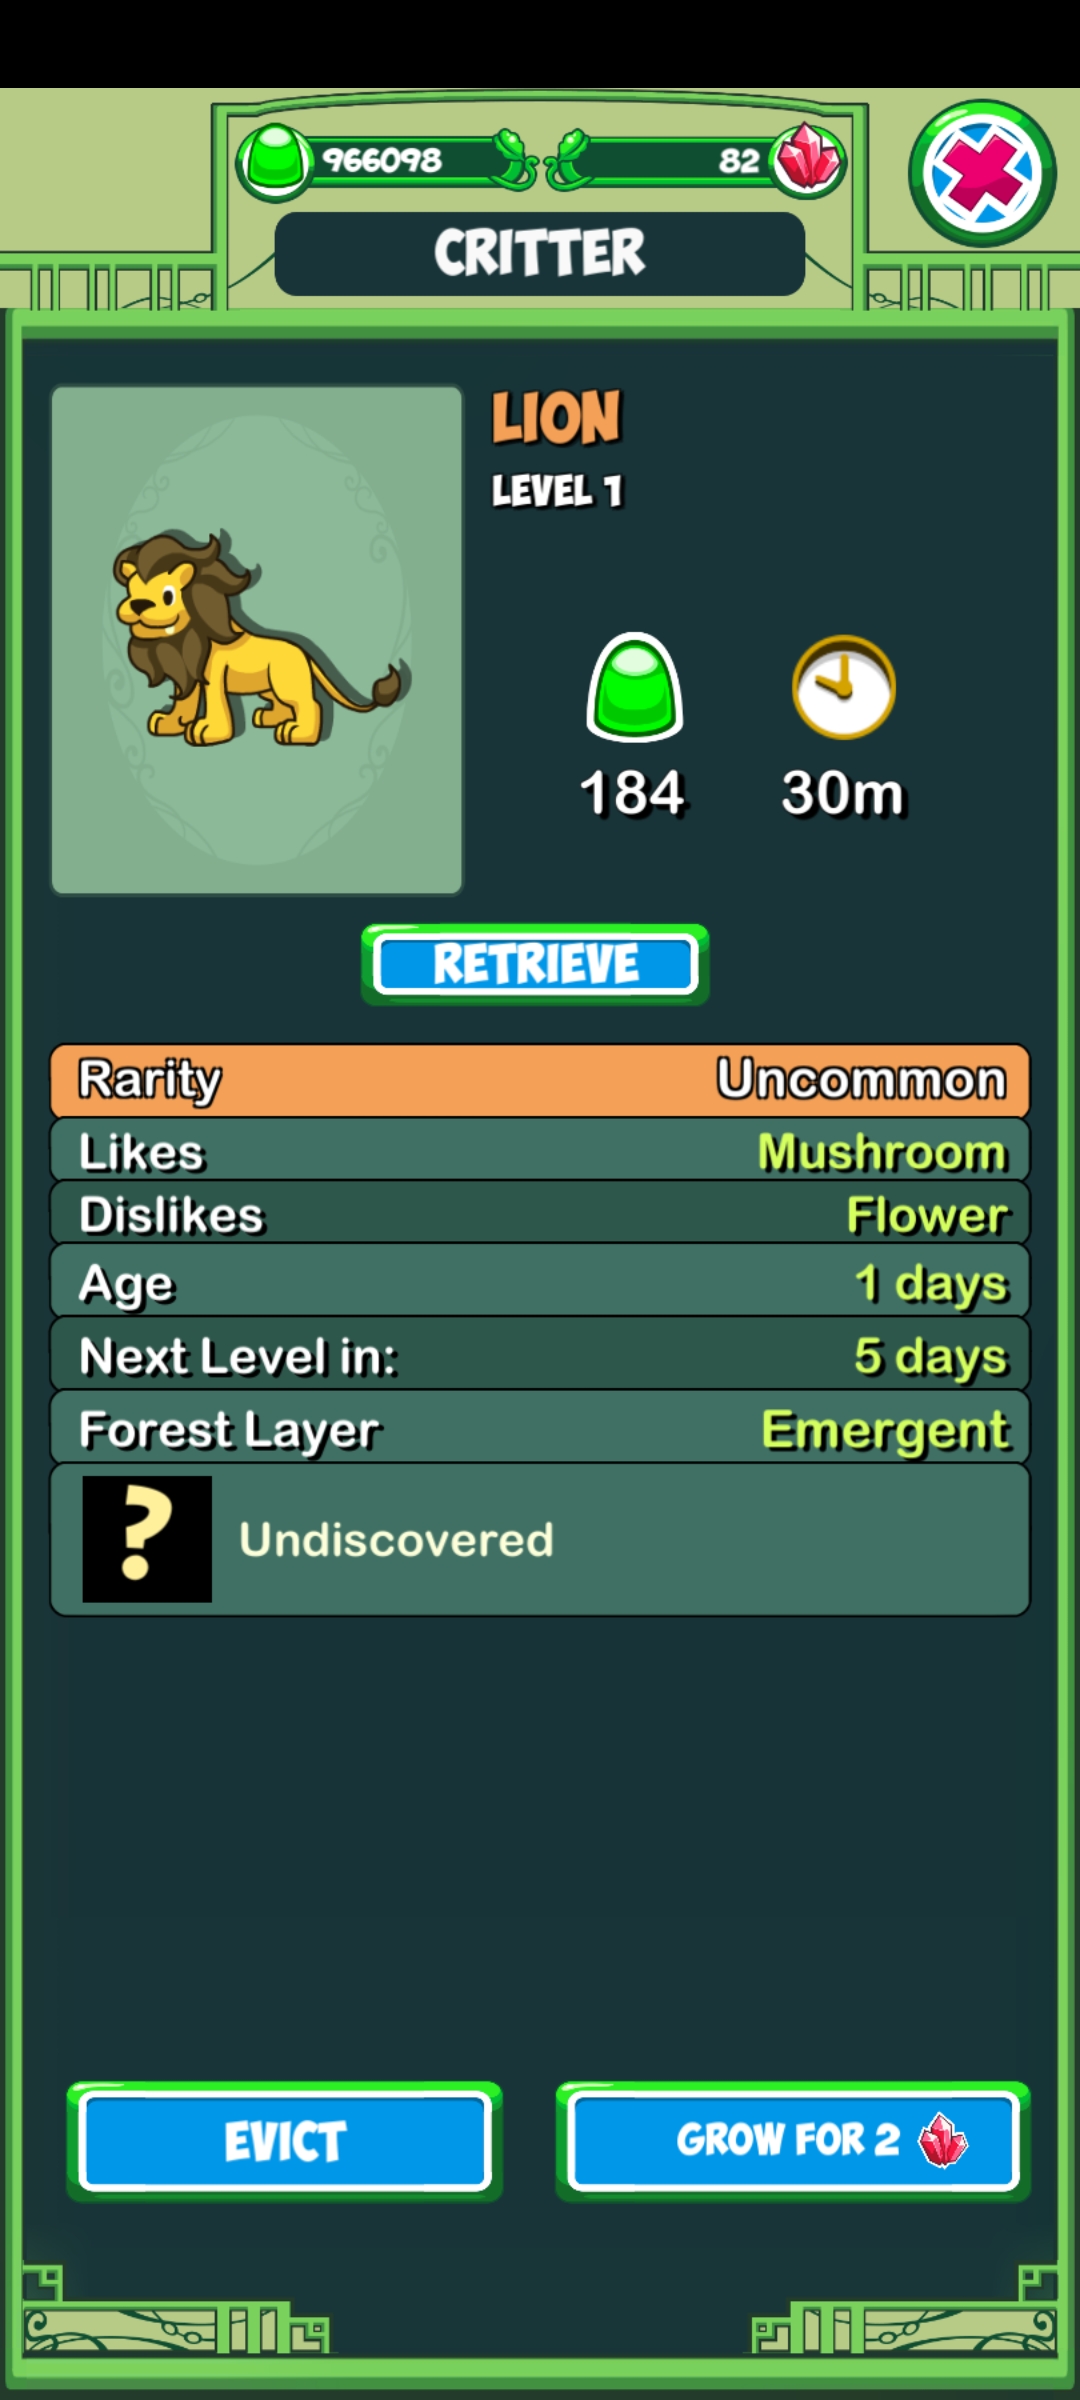 966098 82
CRITTER
LION
LEVEL 1
184 30m
RETRIEVE
Rarity Uncommon
Likes Mushroom
Dislikes Flower
Age 1 days
Next Level in: 5 days
Forest Layer Emergent
? Undiscovered
EVICT GROW FOR 2